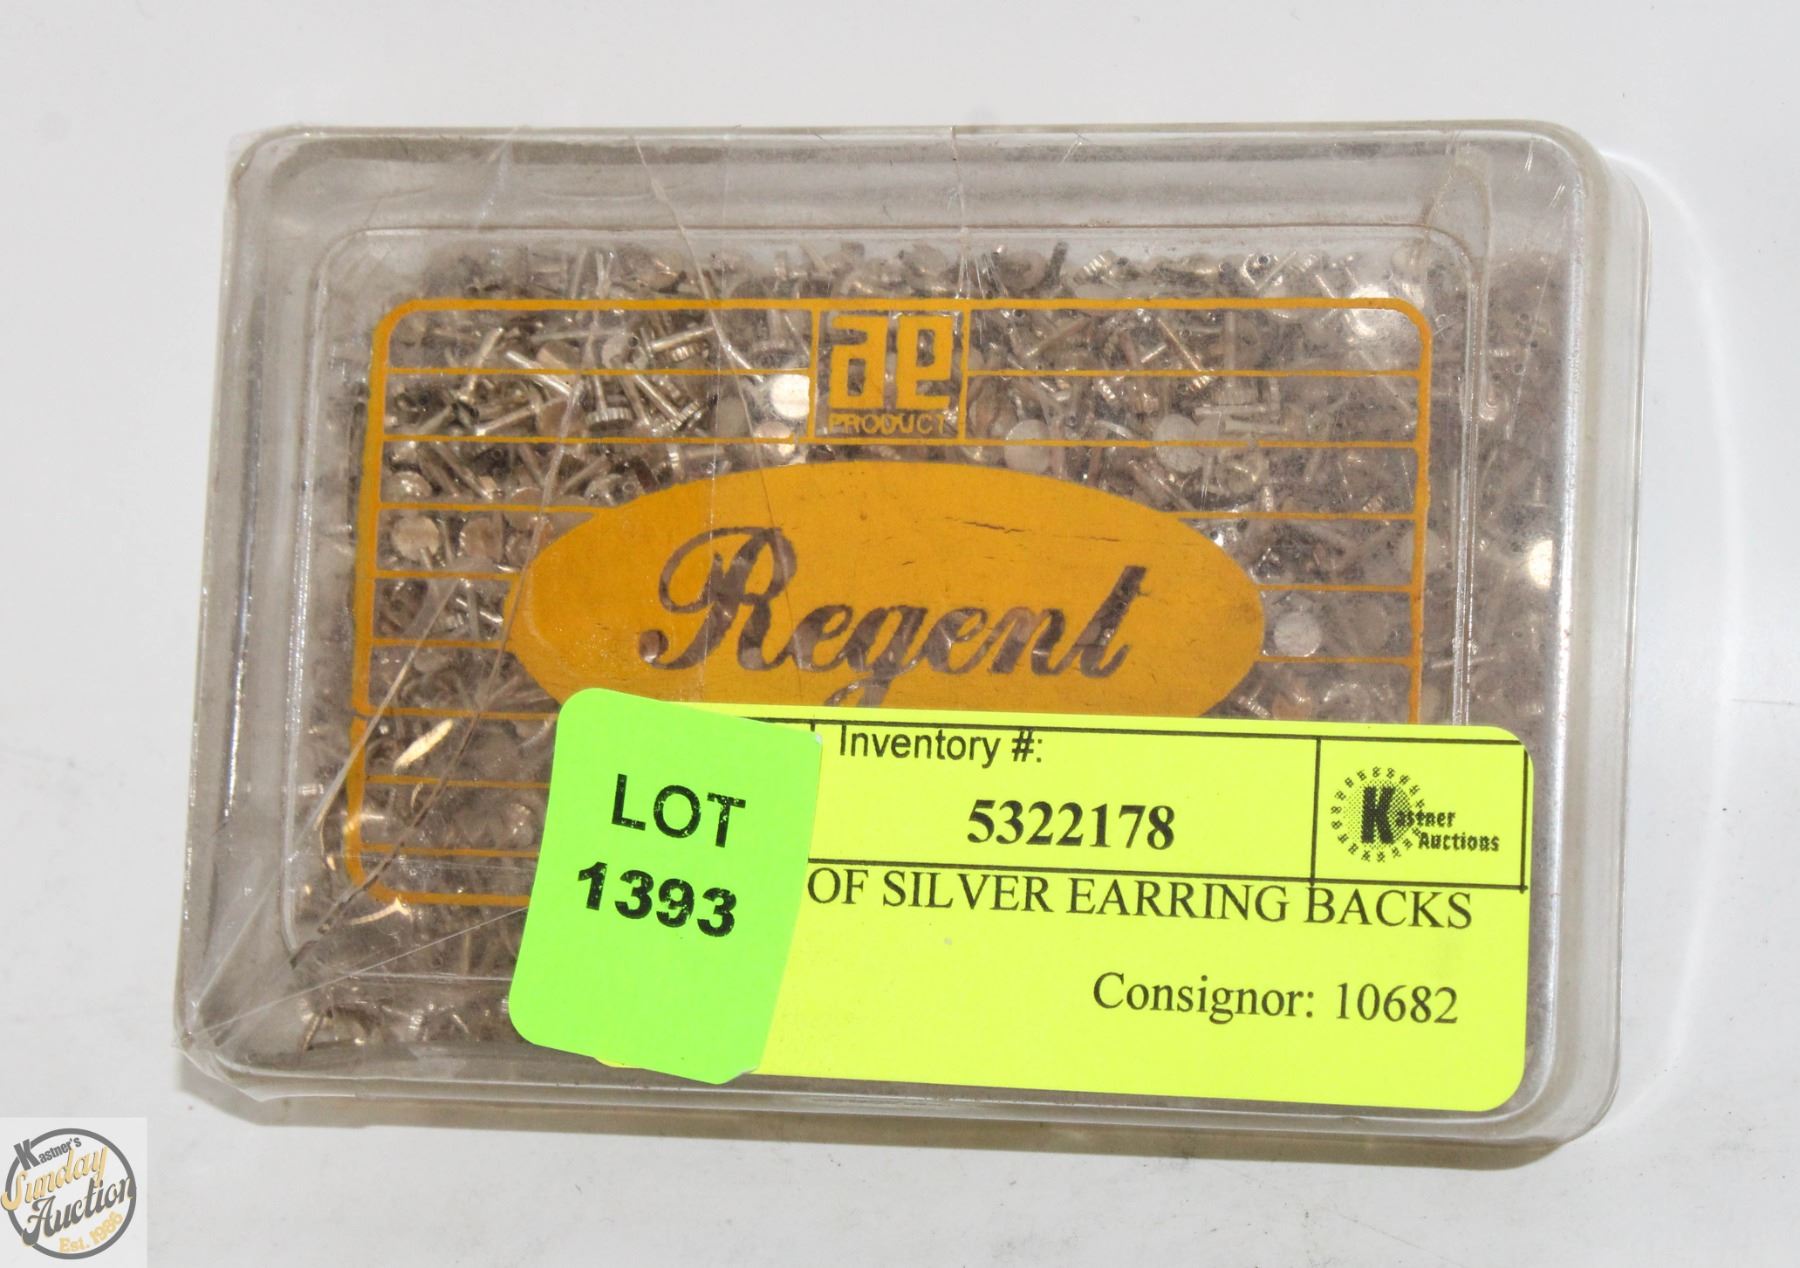 ae
PRODUCT
Regent
Inventory #:
5322178
Kastner
Auctions
LOT
1393
OF SILVER EARRING BACKS
Consignor: 10682
Kastner's
Sunday
Auction
Est. 1986